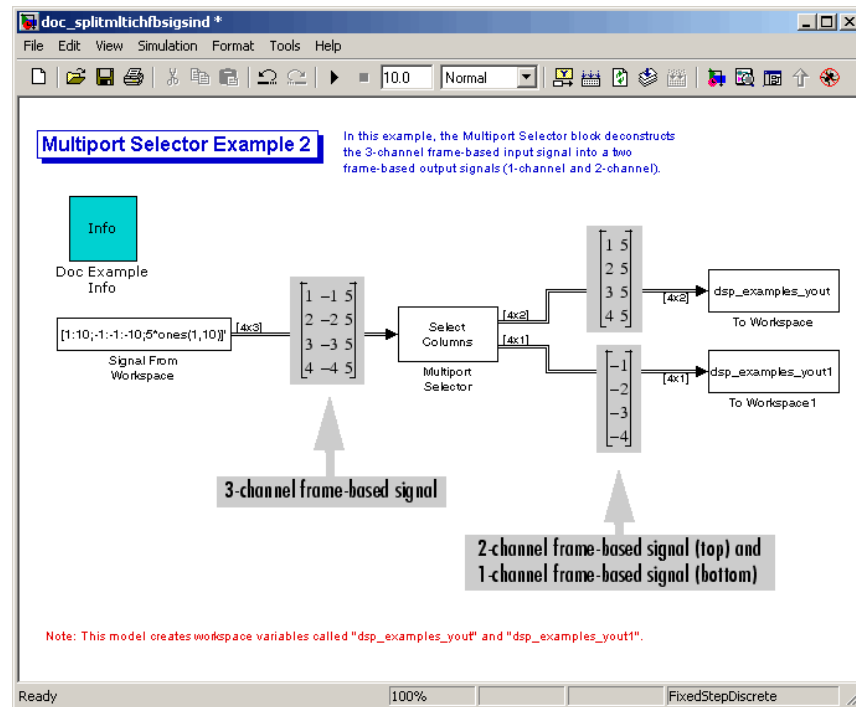 doc_splitmltichfbsigsind *
File Edit View Simulation Format Tools Help
10.0 Normal
Multiport Selector Example 2
In this example, the Multiport Selector block deconstructs
the 3-channel frame-based input signal into a two
frame-based output signals (1-channel and 2-channel).
Info
Doc Example
Info
[1:10;-1:-1:-10;5*ones(1,10)]'
Signal From
Workspace
[4x3]
1 -1 5
2 -2 5
3 -3 5
4 -4 5
Select
Columns
Multiport
Selector
[4x2]
[4x1]
1 5
2 5
3 5
4 5
[4x2]
dsp_examples_yout
To Workspace
-1
-2
-3
-4
[4x1]
dsp_examples_yout1
To Workspace1
3-channel frame-based signal
2-channel frame-based signal (top) and
1-channel frame-based signal (bottom)
Note: This model creates workspace variables called "dsp_examples_yout" and "dsp_examples_yout1".
Ready 100% FixedStepDiscrete